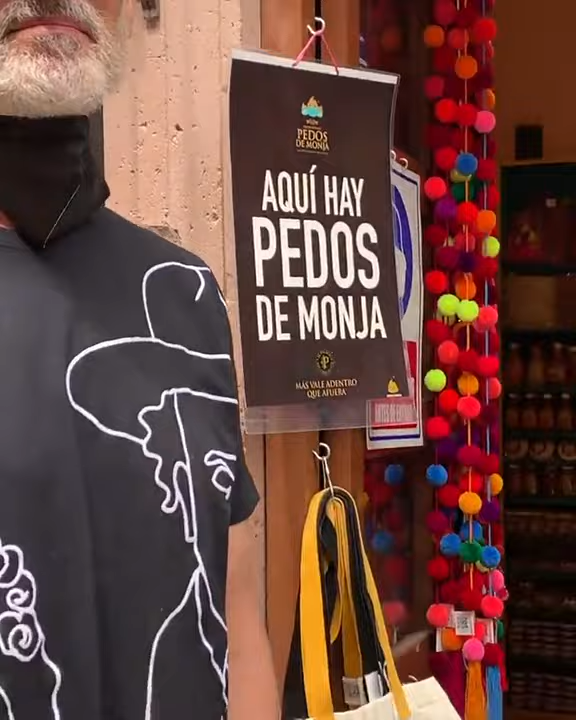 PEDOS
DE MONJA
AQUÍ HAY
PEDOS
DE MONJA
MÁS VALE ADENTRO
QUE AFUERA